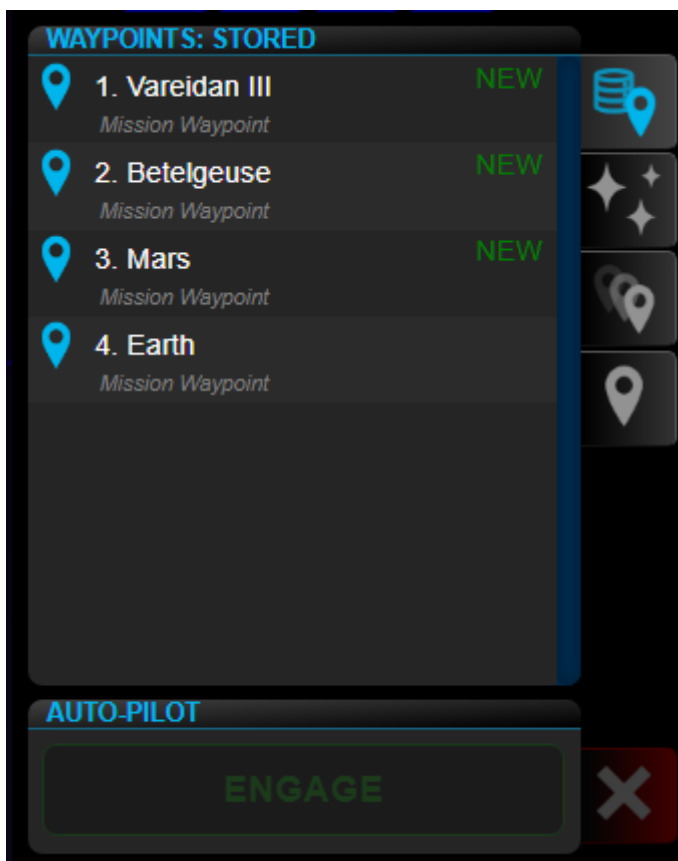 WAYPOINTS: STORED
1. Vareidan III NEW
Mission Waypoint
2. Betelgeuse NEW
Mission Waypoint
3. Mars NEW
Mission Waypoint
4. Earth
Mission Waypoint
AUTO-PILOT
ENGAGE